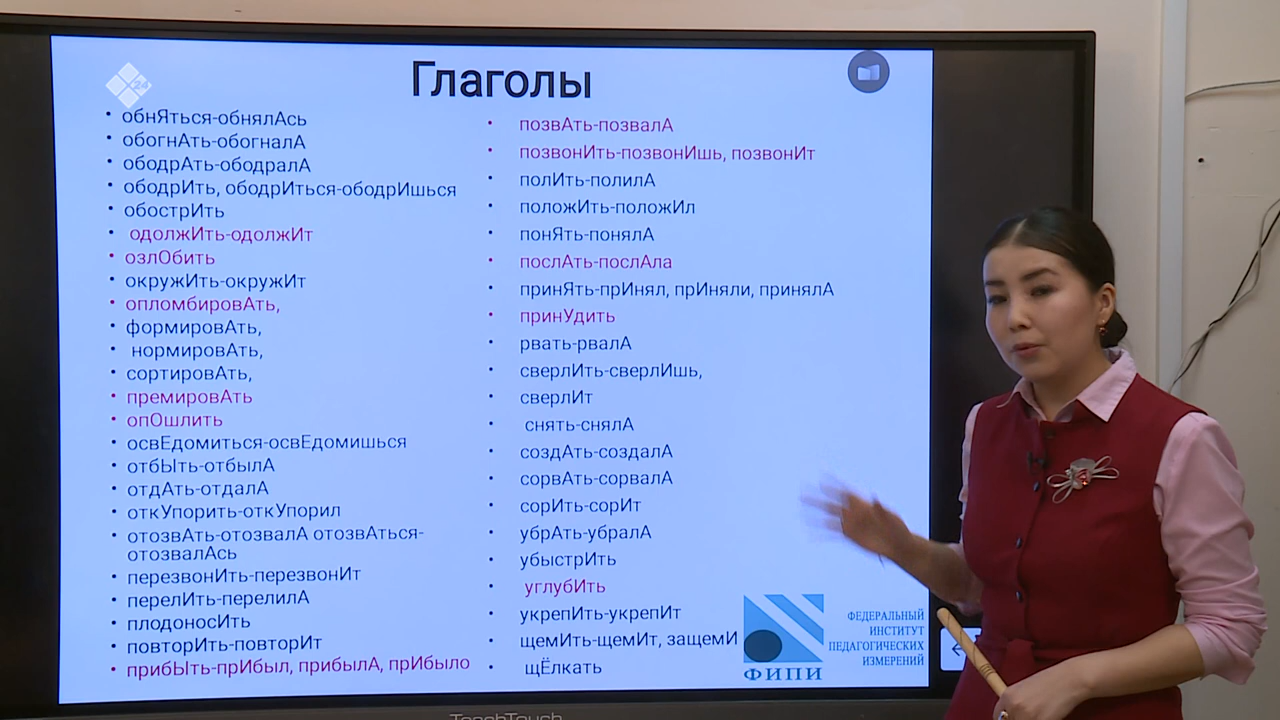 Глаголы
24
обнЯться-обнялАсь
обогнАть-обогналА
ободрАть-ободралА
ободрИть, ободрИться-ободрИшься
обострИть
одолжИть-одолжИт
озлОбить
окружИть-окружИт
опломбировАть,
формировАть,
нормировАть,
сортировАть,
премировАть
опОшлить
освЕдомиться-освЕдомишься
отбЫть-отбылА
отдАть-отдалА
откУпорить-откУпорил
отозвАть-отозвалА отозвАться-
отозвалАсь
перезвонИть-перезвонИт
перелИть-перелилА
плодоносИть
повторИть-повторИт
прибЫть-прИбыл, прибылА, прИбыло
позвАть-позвалА
позвонИть-позвонИшь, позвонИт
полИть-полилА
положИть-положИл
понЯть-понялА
послАть-послАла
принЯть-прИнял, прИняли, принялА
принУдить
рвать-рвалА
сверлИть-сверлИшь,
сверлИт
снять-снялА
создАть-создалА
сорвАть-сорвалА
сорИть-сорИт
убрАть-убралА
убыстрИть
углубИть
укрепИть-укрепИт
щемИть-щемИт, защемИ
щЁлкать
ФИПИ
ФЕДЕРАЛЬНЫЙ
ИНСТИТУТ
ПЕДАГОГИЧЕСКИХ
ИЗМЕРЕНИЙ
TeachTouch